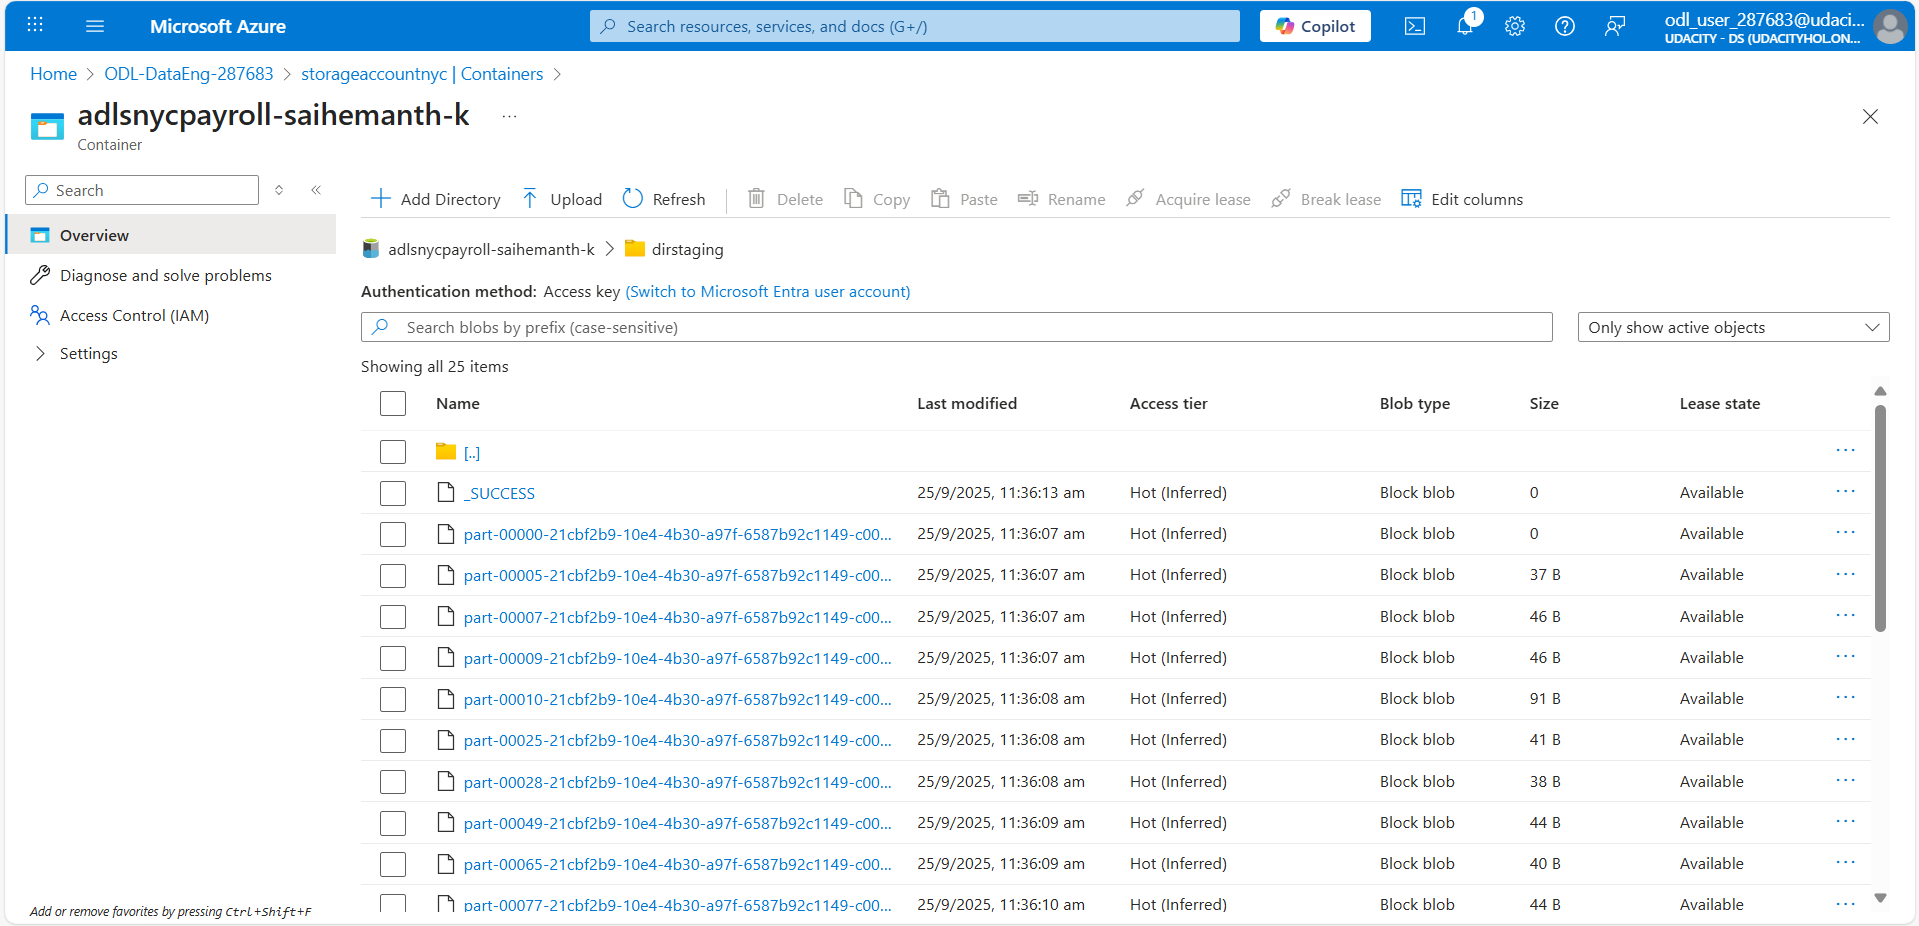 Microsoft Azure
Search resources, services, and docs (G+/)
Copilot
1
odl_user_287683@udaci...
UDACITY - DS (UDACITYHOL.ON...
Home > ODL-DataEng-287683 > storageaccountnyc | Containers >
adlsnycpayroll-saihemanth-k ...
Container
Search
Overview
Diagnose and solve problems
Access Control (IAM)
Settings
Add or remove favorites by pressing Ctrl+Shift+F
Add Directory Upload Refresh Delete Copy Paste Rename Acquire lease Break lease Edit columns
adlsnycpayroll-saihemanth-k > dirstaging
Authentication method: Access key (Switch to Microsoft Entra user account)
Search blobs by prefix (case-sensitive)
Only show active objects
Showing all 25 items
Name Last modified Access tier Blob type Size Lease state
[..] ...
_SUCCESS 25/9/2025, 11:36:13 am Hot (Inferred) Block blob 0 Available ...
part-00000-21cbf2b9-10e4-4b30-a97f-6587b92c1149-c00... 25/9/2025, 11:36:07 am Hot (Inferred) Block blob 0 Available ...
part-00005-21cbf2b9-10e4-4b30-a97f-6587b92c1149-c00... 25/9/2025, 11:36:07 am Hot (Inferred) Block blob 37 B Available ...
part-00007-21cbf2b9-10e4-4b30-a97f-6587b92c1149-c00... 25/9/2025, 11:36:07 am Hot (Inferred) Block blob 46 B Available ...
part-00009-21cbf2b9-10e4-4b30-a97f-6587b92c1149-c00... 25/9/2025, 11:36:07 am Hot (Inferred) Block blob 46 B Available ...
part-00010-21cbf2b9-10e4-4b30-a97f-6587b92c1149-c00... 25/9/2025, 11:36:08 am Hot (Inferred) Block blob 91 B Available ...
part-00025-21cbf2b9-10e4-4b30-a97f-6587b92c1149-c00... 25/9/2025, 11:36:08 am Hot (Inferred) Block blob 41 B Available ...
part-00028-21cbf2b9-10e4-4b30-a97f-6587b92c1149-c00... 25/9/2025, 11:36:08 am Hot (Inferred) Block blob 38 B Available ...
part-00049-21cbf2b9-10e4-4b30-a97f-6587b92c1149-c00... 25/9/2025, 11:36:09 am Hot (Inferred) Block blob 44 B Available ...
part-00065-21cbf2b9-10e4-4b30-a97f-6587b92c1149-c00... 25/9/2025, 11:36:09 am Hot (Inferred) Block blob 40 B Available ...
part-00077-21cbf2b9-10e4-4b30-a97f-6587b92c1149-c00... 25/9/2025, 11:36:10 am Hot (Inferred) Block blob 44 B Available ...